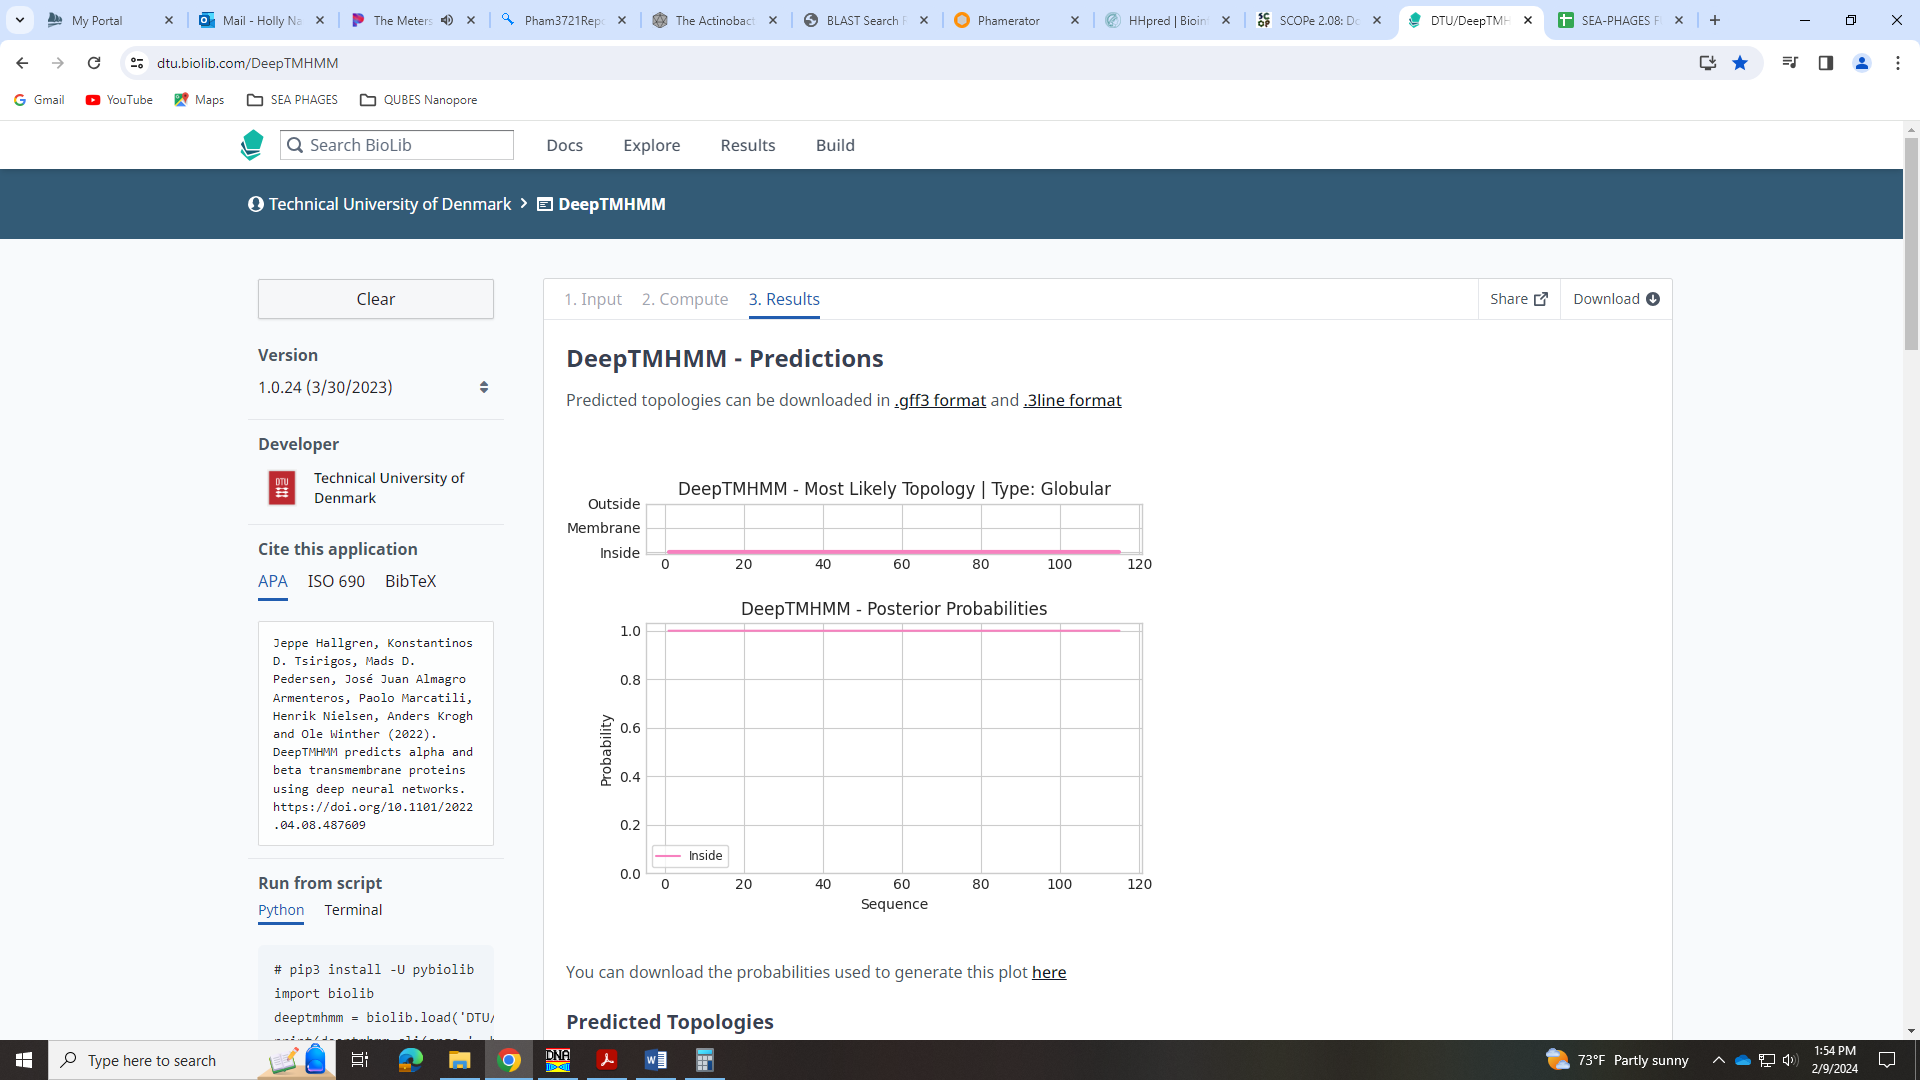 My Portal
Mail - Holly Na
The Meters
Pham3721Repo
The Actinobact
BLAST Search R
Phamerator
HHpred | Bioinf
SCOPe 2.08: Do
DTU/DeepTMH
SEA-PHAGES F
dtu.biolib.com/DeepTMHMM
Gmail
YouTube
Maps
SEA PHAGES
QUBES Nanopore
Search BioLib
Docs
Explore
Results
Build
Technical University of Denmark
DeepTMHMM
Clear
Version
1.0.24 (3/30/2023)
Developer
DTU
Technical University of
Denmark
Cite this application
APA
ISO 690
BibTeX
Jeppe Hallgren, Konstantinos
D. Tsirigos, Mads D.
Pedersen, José Juan Almagro
Armenteros, Paolo Marcatili,
Henrik Nielsen, Anders Krogh
and Ole Winther (2022).
DeepTMHMM predicts alpha and
beta transmembrane proteins
using deep neural networks.
https://doi.org/10.1101/2022
.04.08.487609
Run from script
Python
Terminal
# pip3 install -U pybiolib
import biolib
deeptmhmm = biolib.load('DTU/
1. Input
2. Compute
3. Results
Share
Download
DeepTMHMM - Predictions
Predicted topologies can be downloaded in .gff3 format and .3line format
DeepTMHMM - Most Likely Topology | Type: Globular
Outside
Membrane
Inside
0 20 40 60 80 100 120
DeepTMHMM - Posterior Probabilities
1.0
0.8
0.6
0.4
0.2
0.0
Probability
Inside
0 20 40 60 80 100 120
Sequence
You can download the probabilities used to generate this plot here
Predicted Topologies
Type here to search
DNA
73°F Partly sunny
1:54 PM
2/9/2024